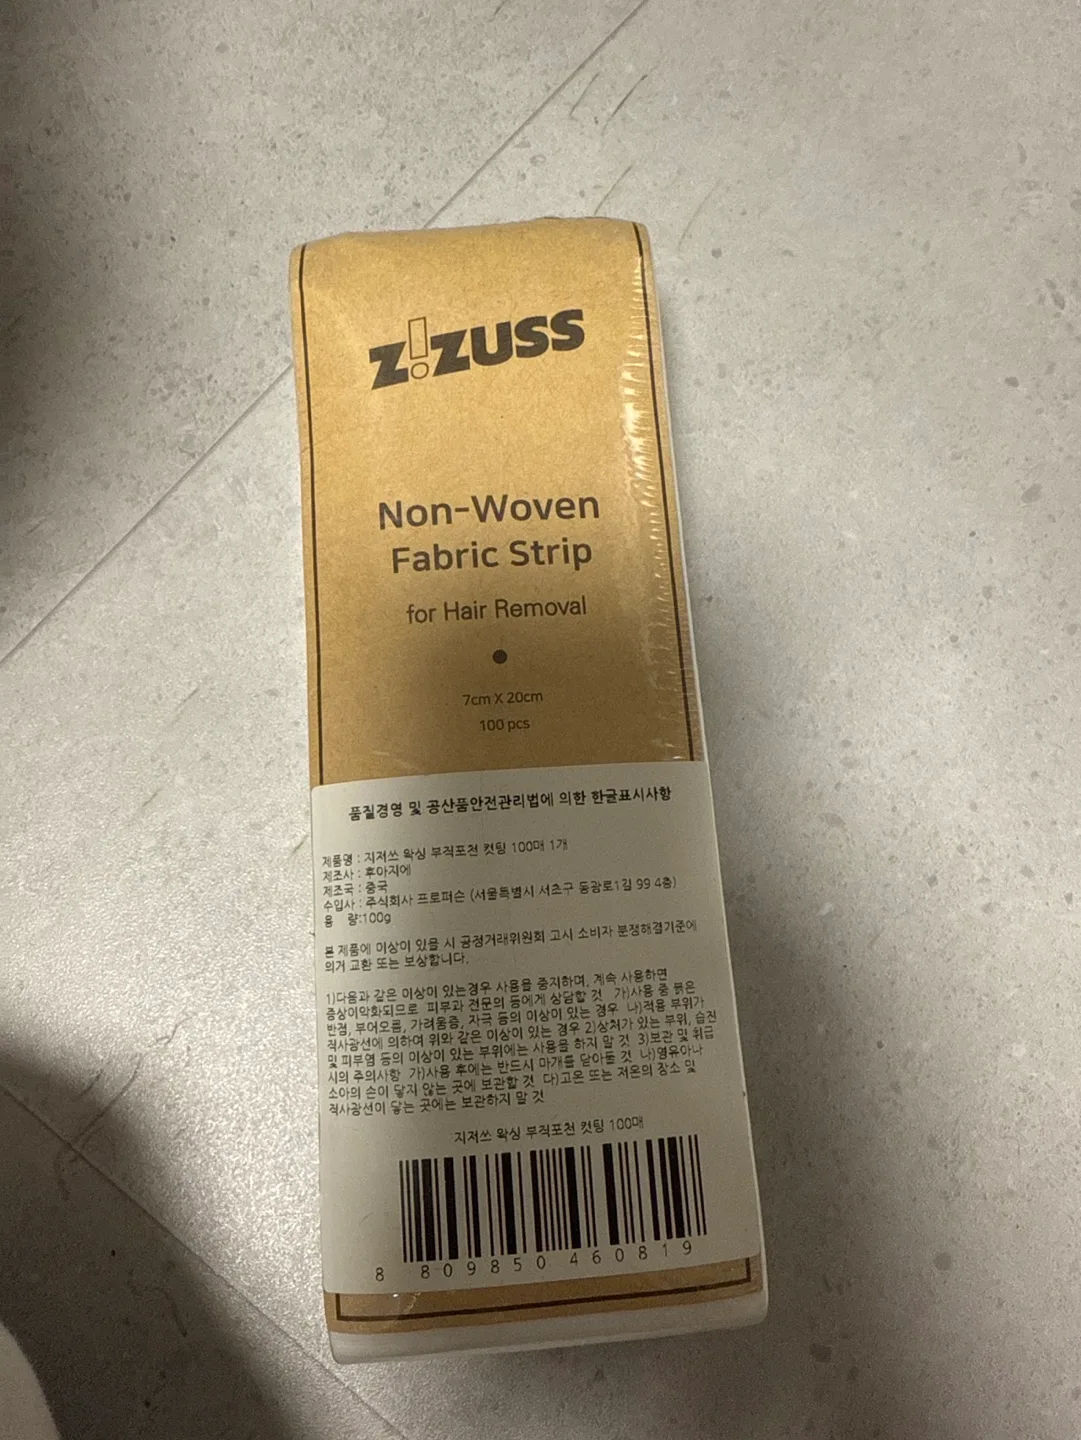 Z!ZUSS
Non-Woven
Fabric Strip
for Hair Removal
7cm X 20cm
100 pcs
품질경영 및 공산품안전관리법에 의한 한글표시사항
제품명 : 지저쓰 왁싱 부직포천 컷팅 100매 1개
제조사 : 후아지에
제조국 : 중국
수입사 : 주식회사 프로퍼슨 (서울특별시 서초구 동광로1길 99 4층)
용 량:100g
본 제품에 이상이 있을 시 공정거래위원회 고시 소비자 분쟁해결기준에
의거 교환 또는 보상합니다.
1)다음과 같은 이상이 있는경우 사용을 중지하며, 계속 사용하면
증상이악화되므로 피부과 전문의 등에게 상담할 것 가)사용 중 붉은
반점, 부어오름, 가려움증, 자극 등의 이상이 있는 경우 나)적용 부위가
직사광선에 의하여 위와 같은 이상이 있는 경우 2)상처가 있는 부위, 습진
및 피부염 등의 이상이 있는 부위에는 사용을 하지 말 것 3)보관 및 취급
시의 주의사항 가)사용 후에는 반드시 마개를 닫아둘 것 나)영유아나
소아의 손이 닿지 않는 곳에 보관할 것 다)고온 또는 저온의 장소 및
직사광선이 닿는 곳에는 보관하지 말 것
지저쓰 왁싱 부직포천 컷팅 100매
8 809850 460819